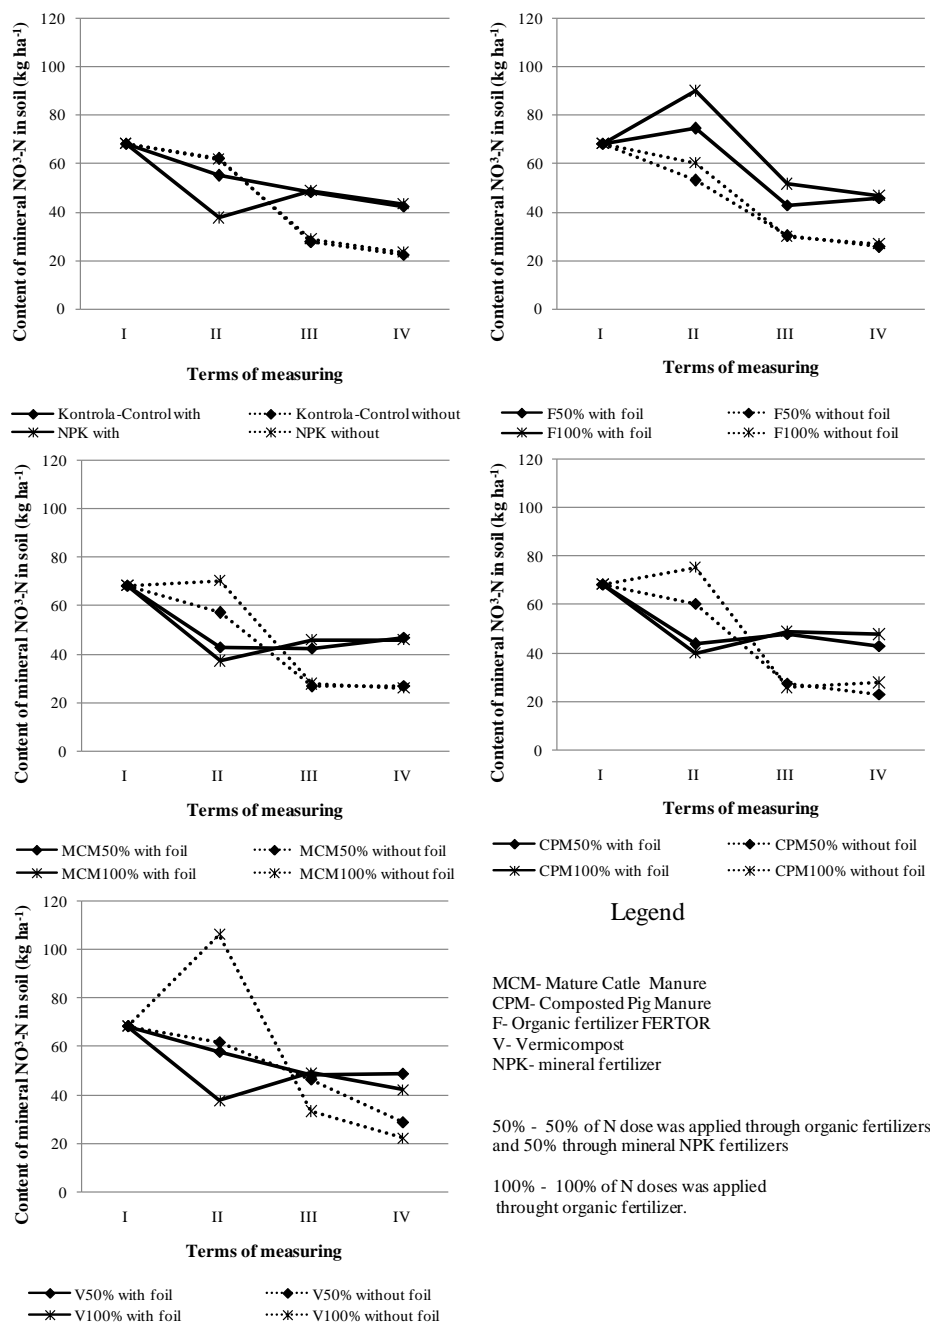 Content of mineral NO³-N in soil (kg ha⁻¹)
120
100
80
60
40
20
0
I II III IV
Terms of measuring
Kontrola-Control with Kontrola-Control without
NPK with NPK without
Content of mineral NO³-N in soil (kg ha⁻¹)
120
100
80
60
40
20
0
I II III IV
Terms of measuring
F50% with foil F50% without foil
F100% with foil F100% without foil
Content of mineral NO³-N in soil (kg ha⁻¹)
120
100
80
60
40
20
0
I II III IV
Terms of measuring
MCM50% with foil MCM50% without foil
MCM100% with foil MCM100% without foil
Content of mineral NO³-N in soil (kg ha⁻¹)
120
100
80
60
40
20
0
I II III IV
Terms of measuring
CPM50% with foil CPM50% without foil
CPM100% with foil CPM100% without foil
Content of mineral NO³-N in soil (kg ha⁻¹)
120
100
80
60
40
20
0
I II III IV
Terms of measuring
V50% with foil V50% without foil
V100% with foil V100% without foil
Legend
MCM- Mature Catle Manure
CPM- Composted Pig Manure
F- Organic fertilizer FERTOR
V- Vermicompost
NPK- mineral fertilizer
50% - 50% of N dose was applied through organic fertilizers
and 50% through mineral NPK fertilizers
100% - 100% of N doses was applied
throught organic fertilizer.